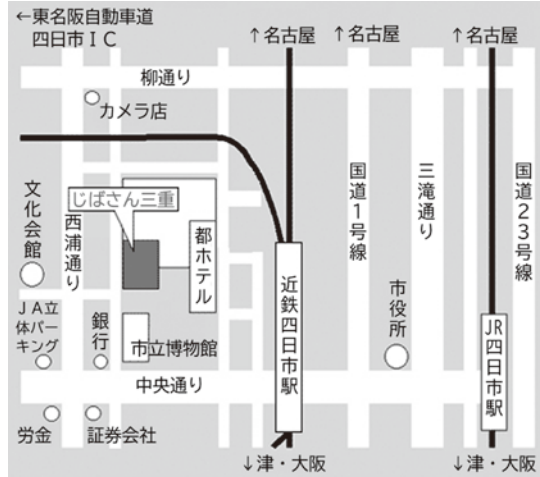 ←東名阪自動車道
四日市ＩＣ
↑名古屋
↑名古屋
↑名古屋
柳通り
カメラ店
じばさん三重
文化会館
西浦通り
都ホテル
近鉄四日市駅
国道1号線
三滝通り
国道23号線
市役所
JR四日市駅
ＪＡ立
体パー
キング
銀行
市立博物館
中央通り
労金
証券会社
↓津・大阪
↓津・大阪